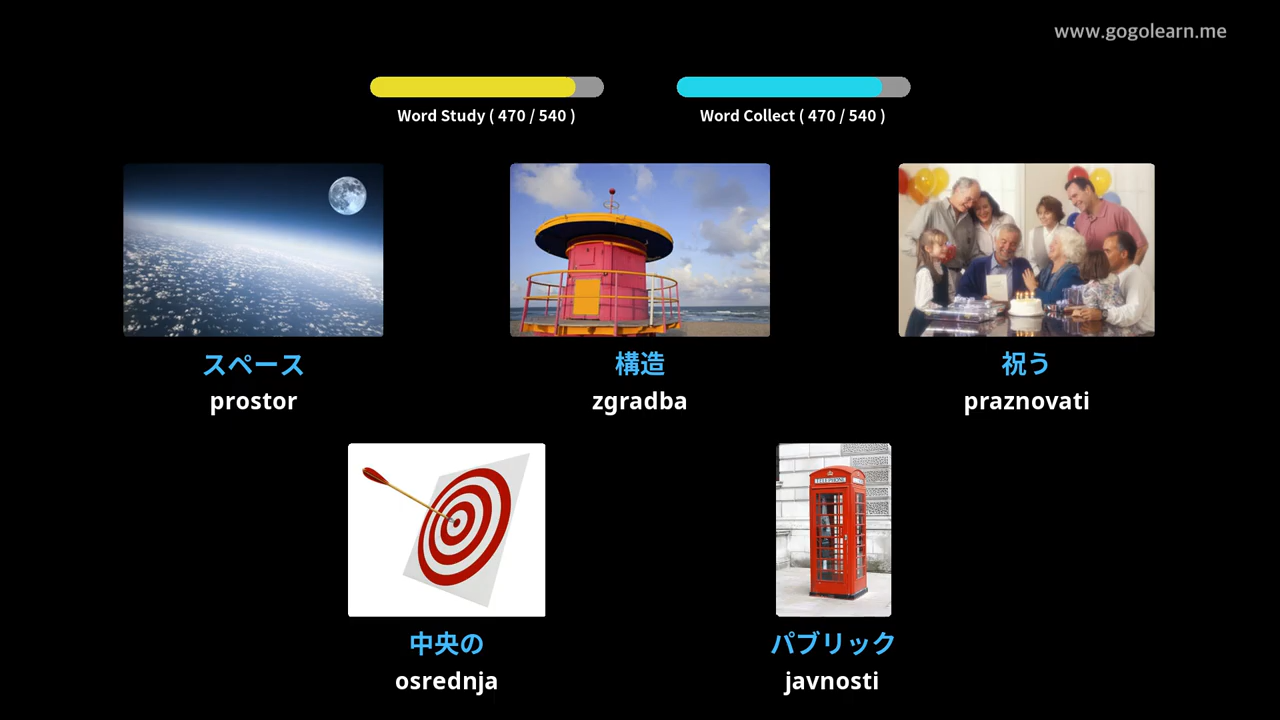 www.gogolearn.me
Word Study ( 470 / 540 )
Word Collect ( 470 / 540 )
スペース
prostor
構造
zgradba
祝う
praznovati
中央の
osrednja
TELEPHONE
パブリック
javnosti